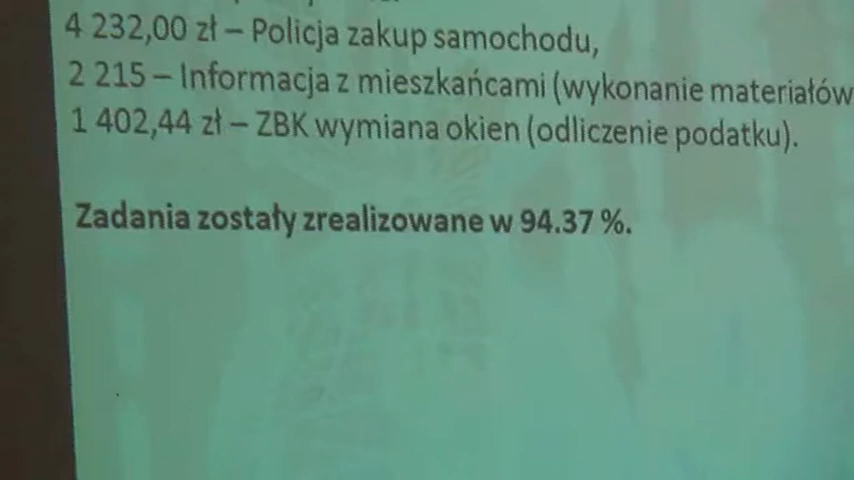 4 232,00 zł – Policja zakup samochodu,
2 215 – Informacja z mieszkańcami (wykonanie materiałów
1 402,44 zł – ZBK wymiana okien (odliczenie podatku).
Zadania zostały zrealizowane w 94.37 %.